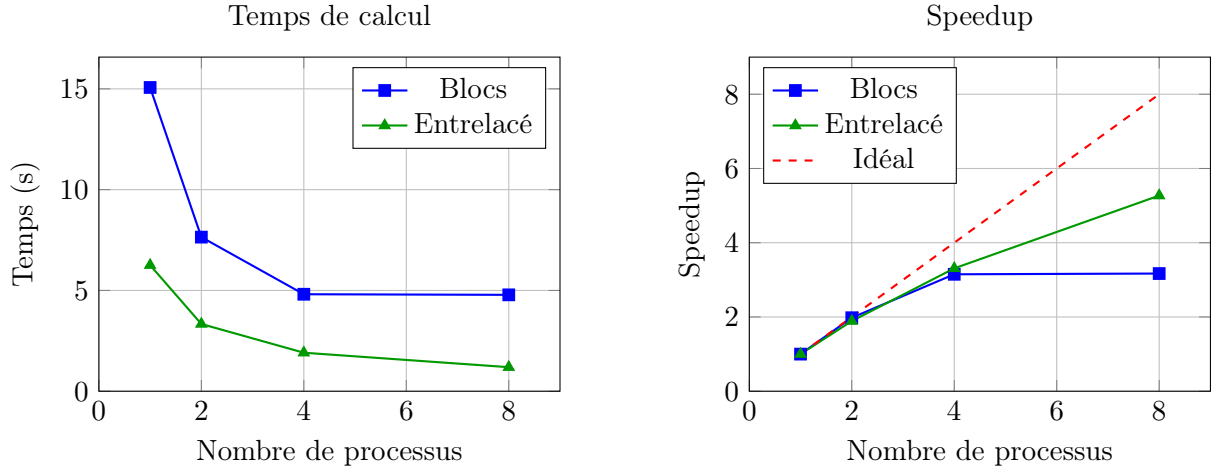 Temps de calcul
15
10
5
0
0
2
4
6
8
Temps (s)
Nombre de processus
Blocs
Entrelacé
Speedup
8
6
4
2
0
0
2
4
6
8
Speedup
Nombre de processus
Blocs
Entrelacé
Idéal